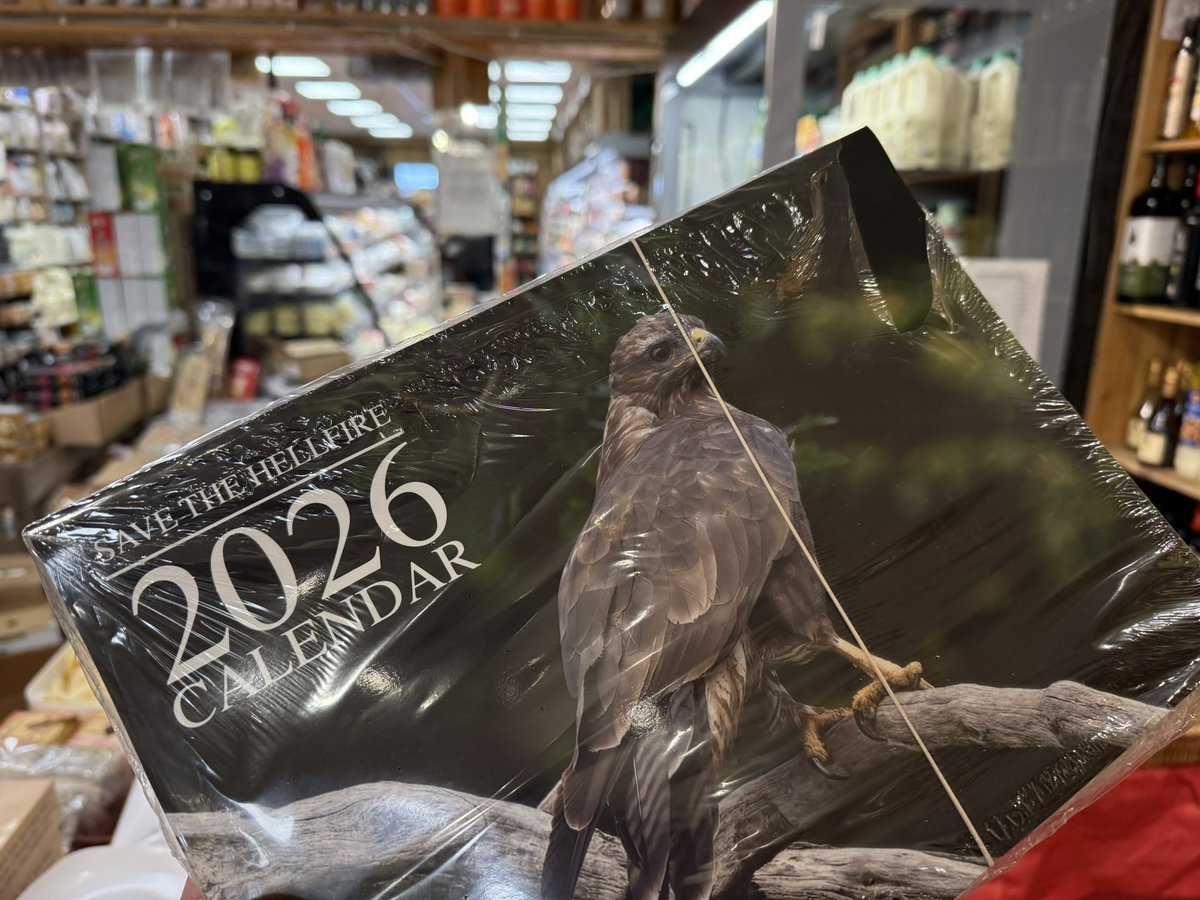 SAVE THE HELLFIRE
2026
CALENDAR